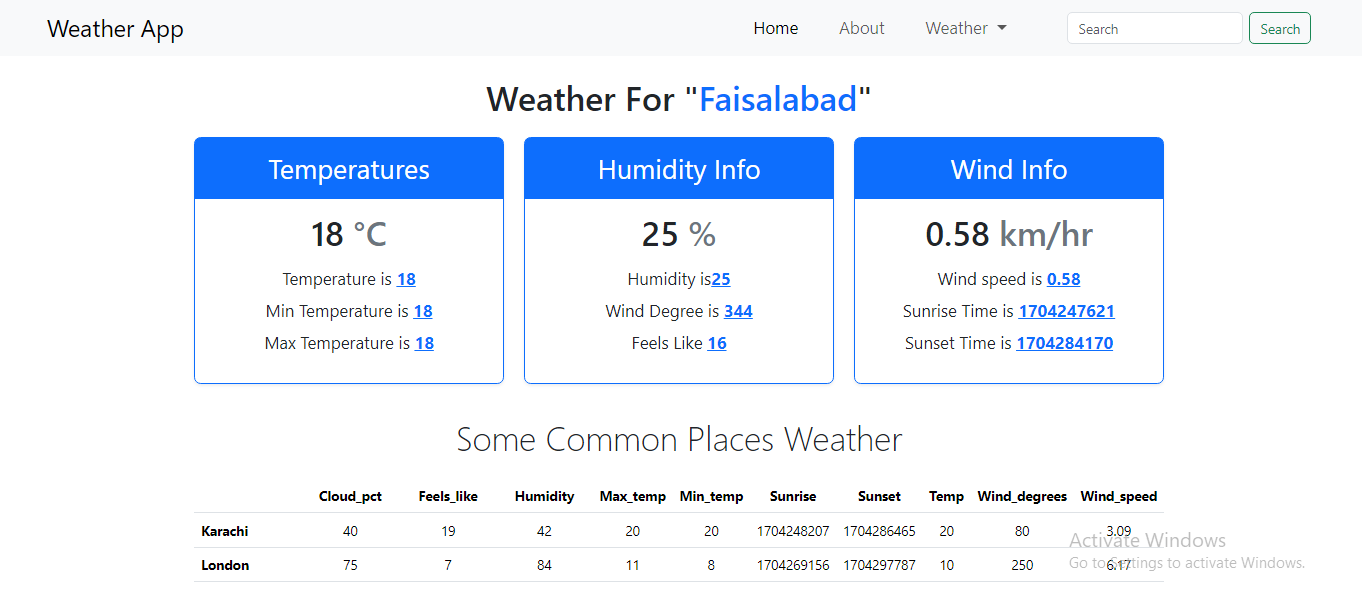 Weather App Home About Weather Search Search
Weather For "Faisalabad"
Temperatures
18 °C
Temperature is 18
Min Temperature is 18
Max Temperature is 18
Humidity Info
25 %
Humidity is25
Wind Degree is 344
Feels Like 16
Wind Info
0.58 km/hr
Wind speed is 0.58
Sunrise Time is 1704247621
Sunset Time is 1704284170
Some Common Places Weather
Cloud_pct Feels_like Humidity Max_temp Min_temp Sunrise Sunset Temp Wind_degrees Wind_speed
Karachi 40 19 42 20 20 1704248207 1704286465 20 80 3.09
London 75 7 84 11 8 1704269156 1704297787 10 250 6.17
Activate Windows
Go to Settings to activate Windows.